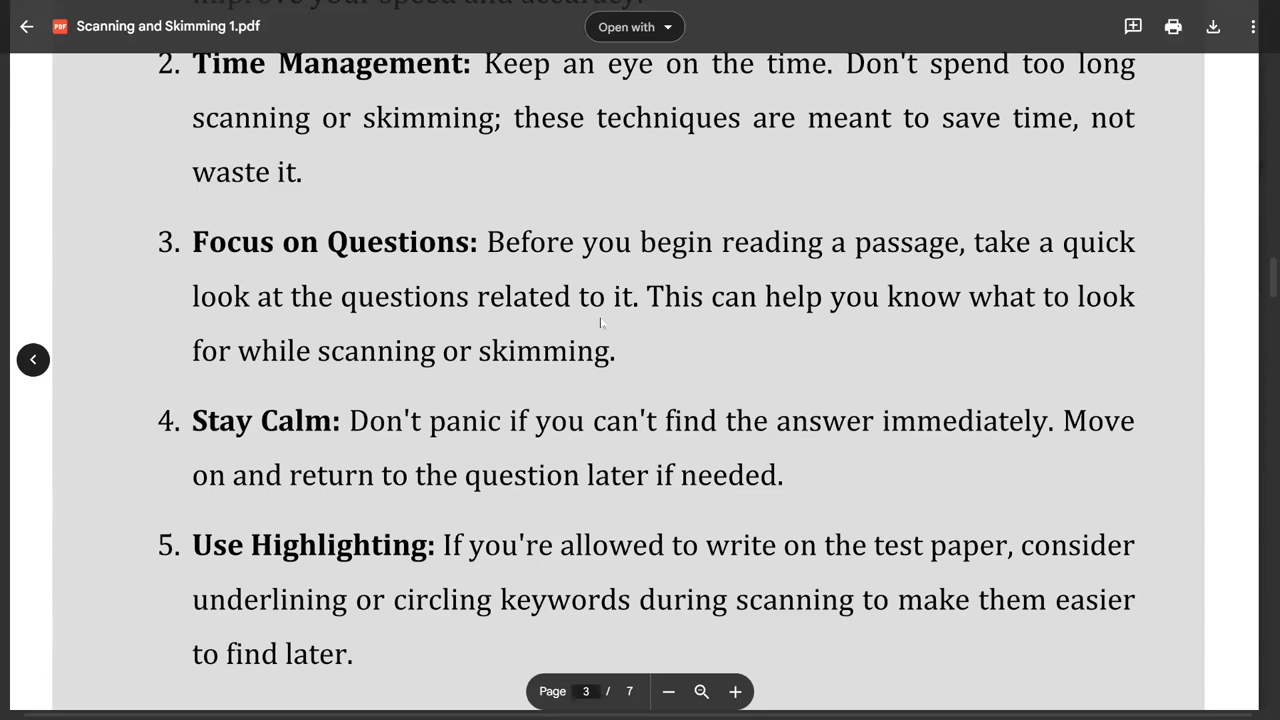 improve your speed and accuracy.
Scanning and Skimming 1.pdf
Open with
2. Time Management: Keep an eye on the time. Don't spend too long
scanning or skimming; these techniques are meant to save time, not
waste it.
3. Focus on Questions: Before you begin reading a passage, take a quick
look at the questions related to it. This can help you know what to look
for while scanning or skimming.
4. Stay Calm: Don't panic if you can't find the answer immediately. Move
on and return to the question later if needed.
5. Use Highlighting: If you're allowed to write on the test paper, consider
underlining or circling keywords during scanning to make them easier
to find later.
Page 3 / 7